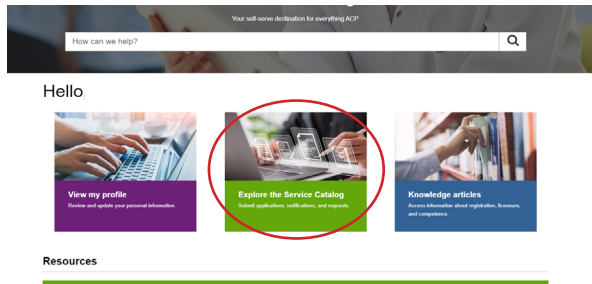 Your self-serve destination for everything ACP
How can we help?
Hello,
View my profile
Review and update your personal information.
Explore the Service Catalog
Submit applications, notifications, and requests
Knowledge articles
Access information about registration, licensure,
and competence.
Resources